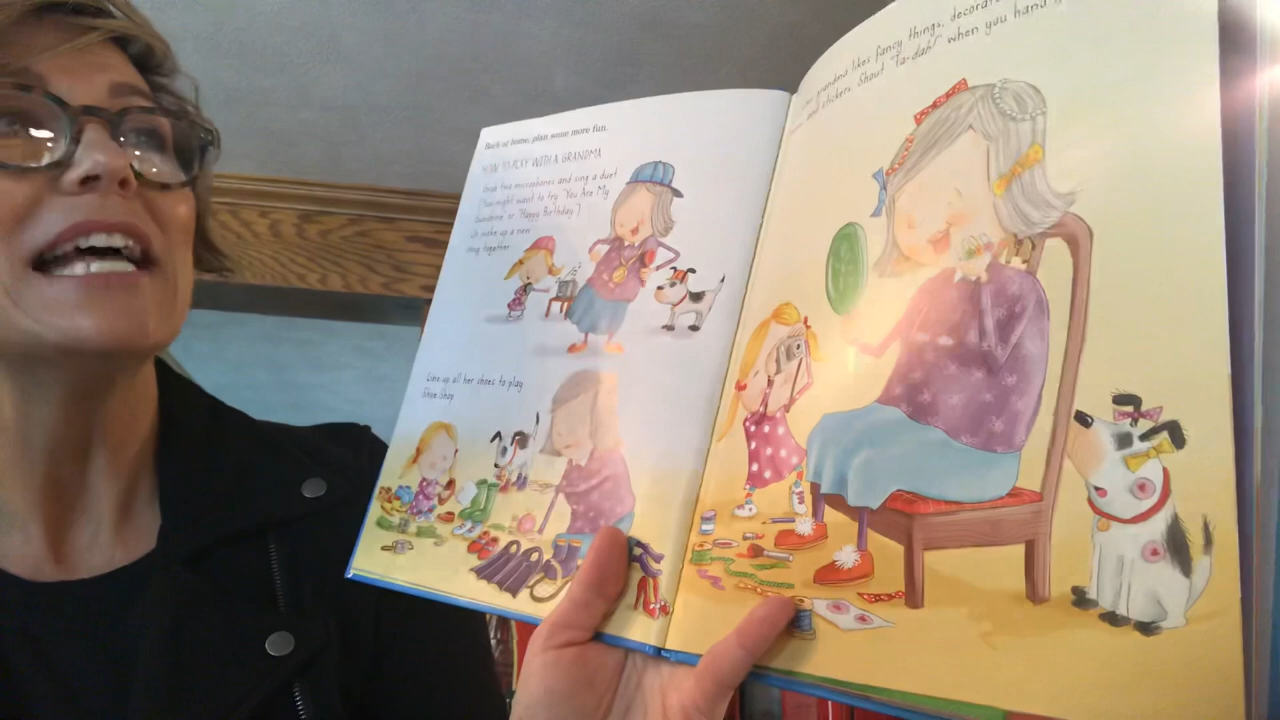 Back at home, plan some more fun.
HOW TO PLAY WITH A GRANDMA
Grab two microphones and sing a duet
(you might want to try "You Are My
Sunshine" or "Happy Birthday")
Or make up a new
song together
Line up all her shoes to play
Shoe Shop
grandma likes fancy things, decorate
and stickers. Shout "Ta-dah!" when you hand